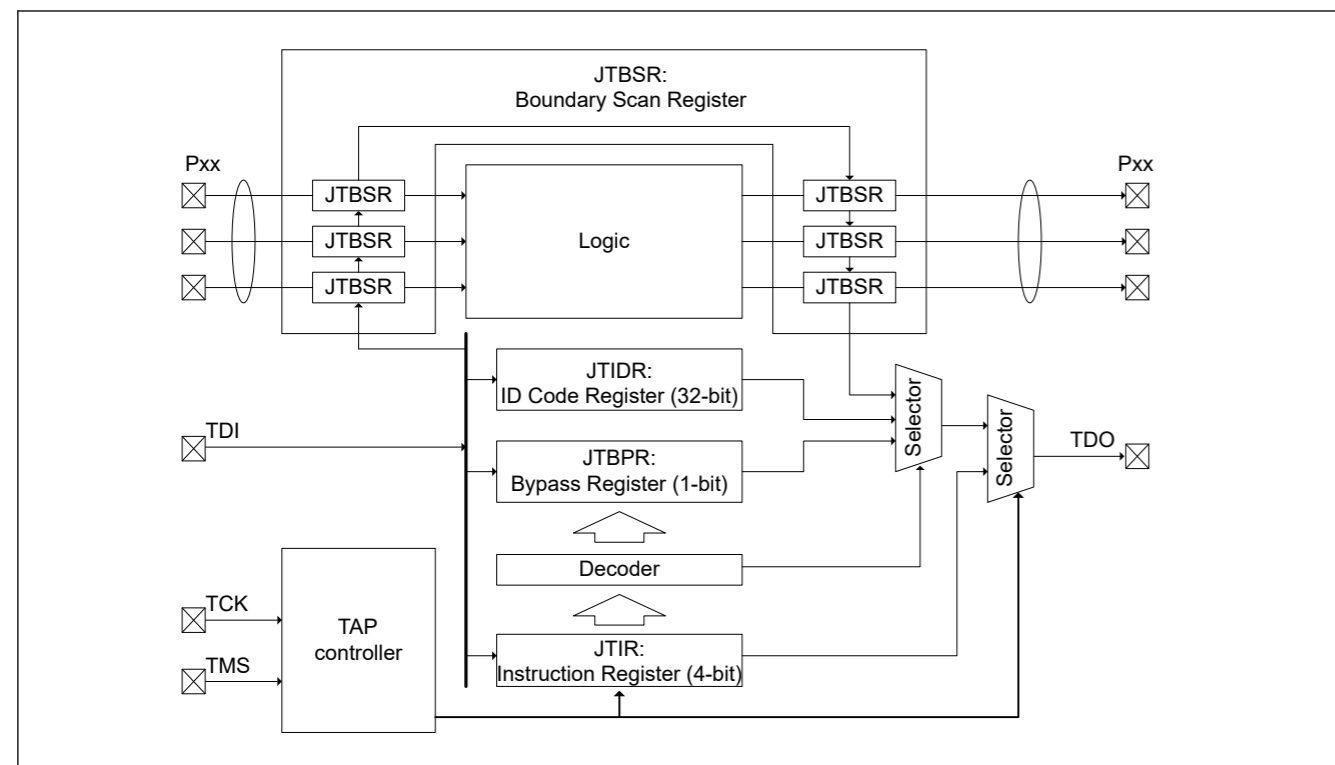 JTBSR:
Boundary Scan Register
Pxx
Pxx
JTBSR
JTBSR
JTBSR
Logic
JTBSR
JTBSR
JTBSR
JTIDR:
ID Code Register (32-bit)
Selector
Selector
TDI
TDO
JTBPR:
Bypass Register (1-bit)
Decoder
TCK
TMS
TAP
controller
JTIR:
Instruction Register (4-bit)